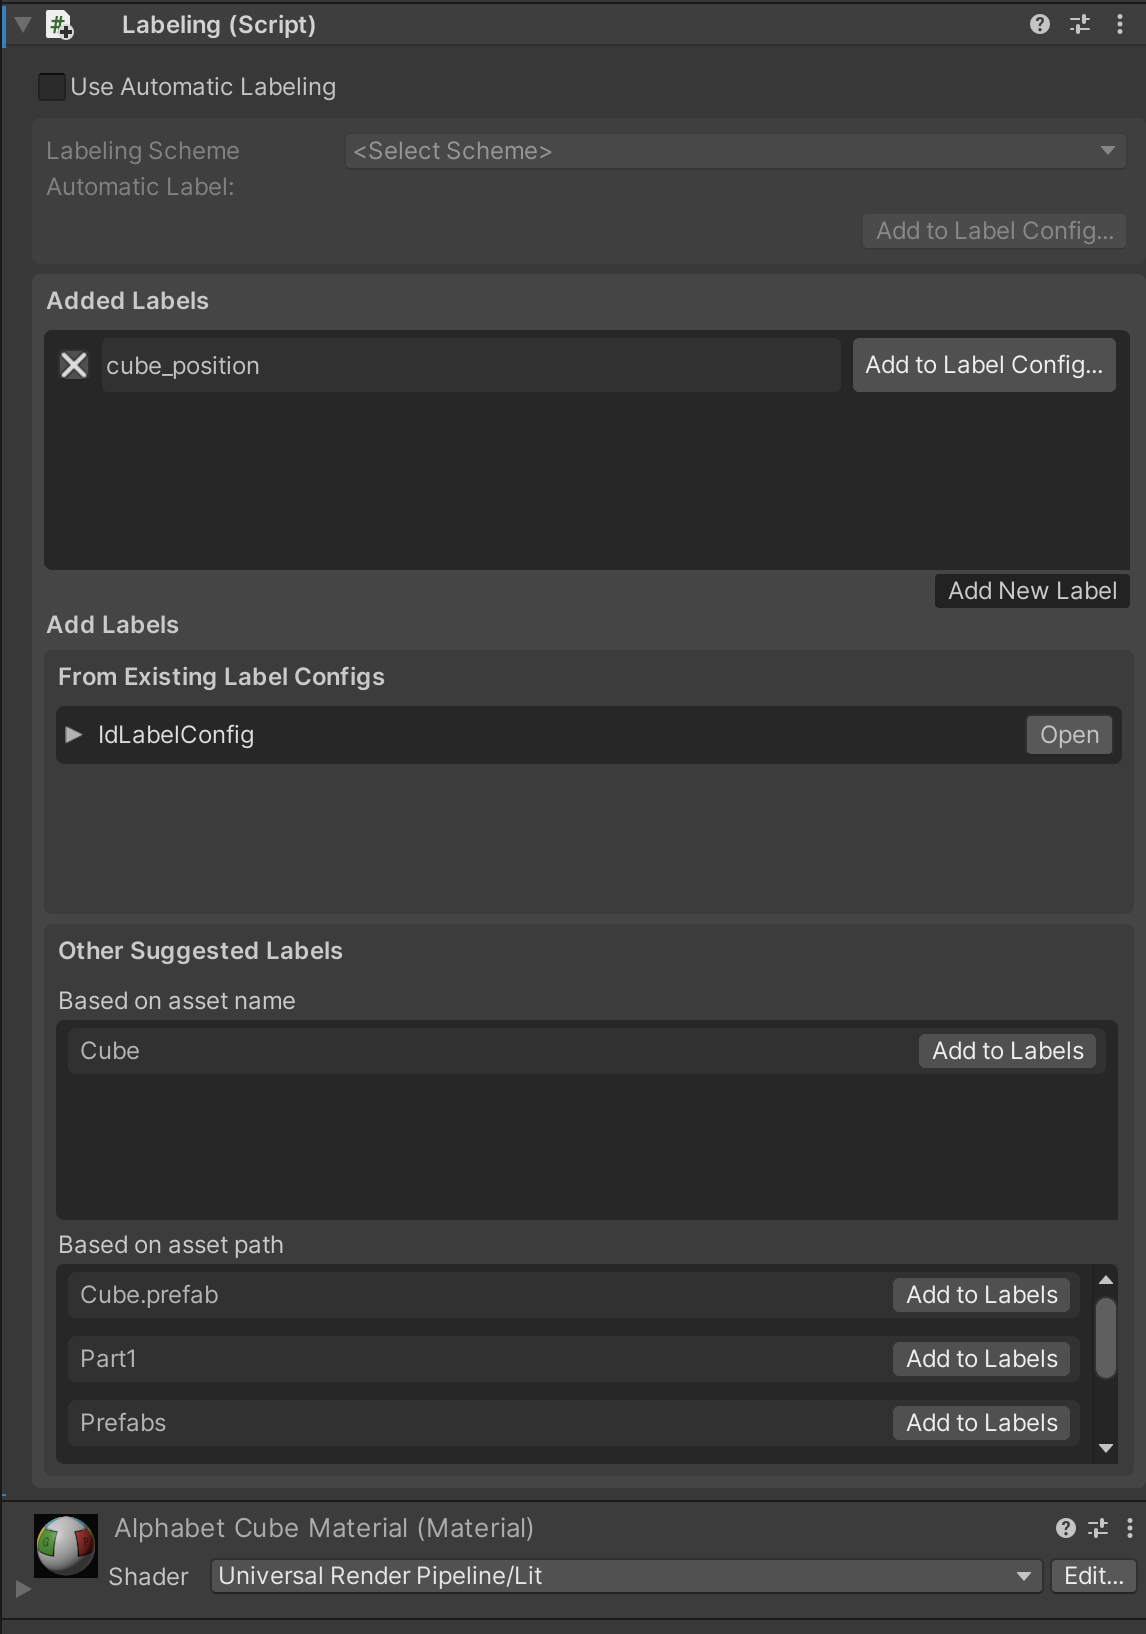 Labeling (Script)
Use Automatic Labeling
Labeling Scheme <Select Scheme>
Automatic Label:
Add to Label Config...
Added Labels
cube_position Add to Label Config...
Add New Label
Add Labels
From Existing Label Configs
IdLabelConfig Open
Other Suggested Labels
Based on asset name
Cube Add to Labels
Based on asset path
Cube.prefab Add to Labels
Part1 Add to Labels
Prefabs Add to Labels
Alphabet Cube Material (Material)
Shader Universal Render Pipeline/Lit Edit...